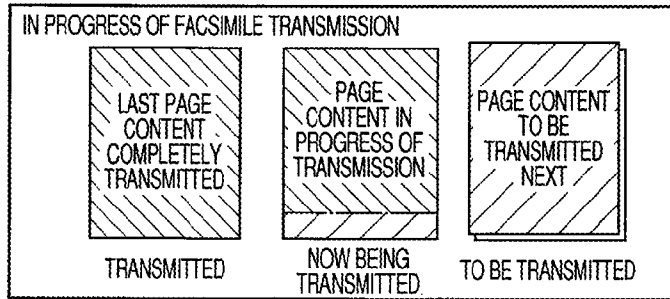 IN PROGRESS OF FACSIMILE TRANSMISSION
LAST PAGE
CONTENT
COMPLETELY
TRANSMITTED
PAGE
CONTENT IN
PROGRESS OF
TRANSMISSION
PAGE CONTENT
TO BE
TRANSMITTED
NEXT
TRANSMITTED
NOW BEING
TRANSMITTED
TO BE TRANSMITTED